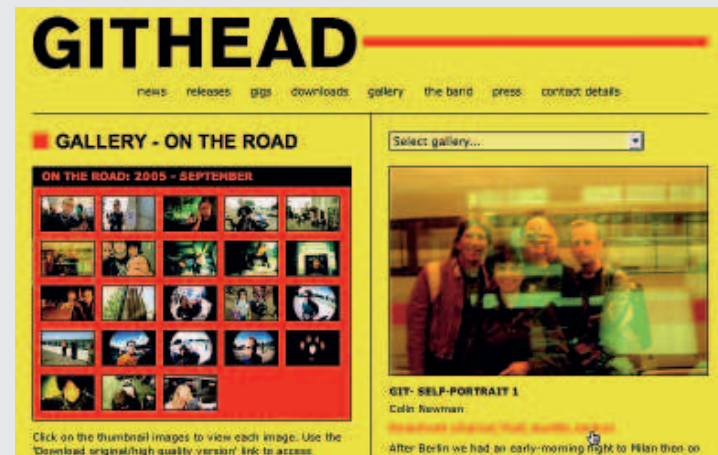 GITHEAD
news releases gigs downloads gallery the band press contact details
GALLERY - ON THE ROAD
Select gallery...
ON THE ROAD: 2005 - SEPTEMBER
GIT- SELF-PORTRAIT 1
Colin Newman
Click on the thumbnail images to view each image. Use the
'Download original/high quality version' link to access
After Berlin we had an early-morning flight to Milan then on